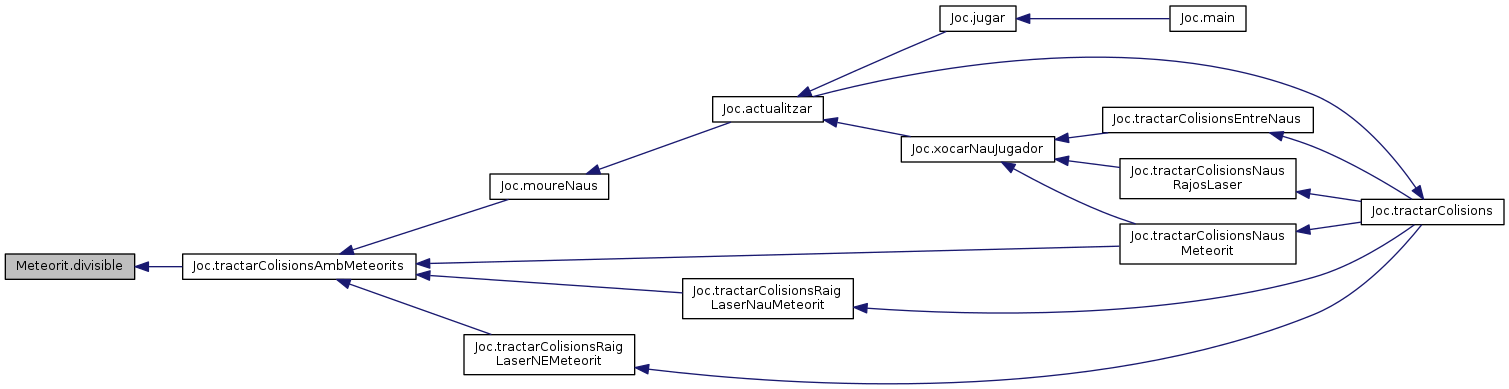 Joc.jugar
Joc.main
Joc.actualitzar
Joc.tractarColisionsEntreNaus
Joc.xocarNauJugador
Joc.tractarColisionsNaus
RajosLaser
Joc.moureNaus
Joc.tractarColisions
Joc.tractarColisionsNaus
Meteorit
Meteorit.divisible
Joc.tractarColisionsAmbMeteorits
Joc.tractarColisionsRaig
LaserNauMeteorit
Joc.tractarColisionsRaig
LaserNEMeteorit